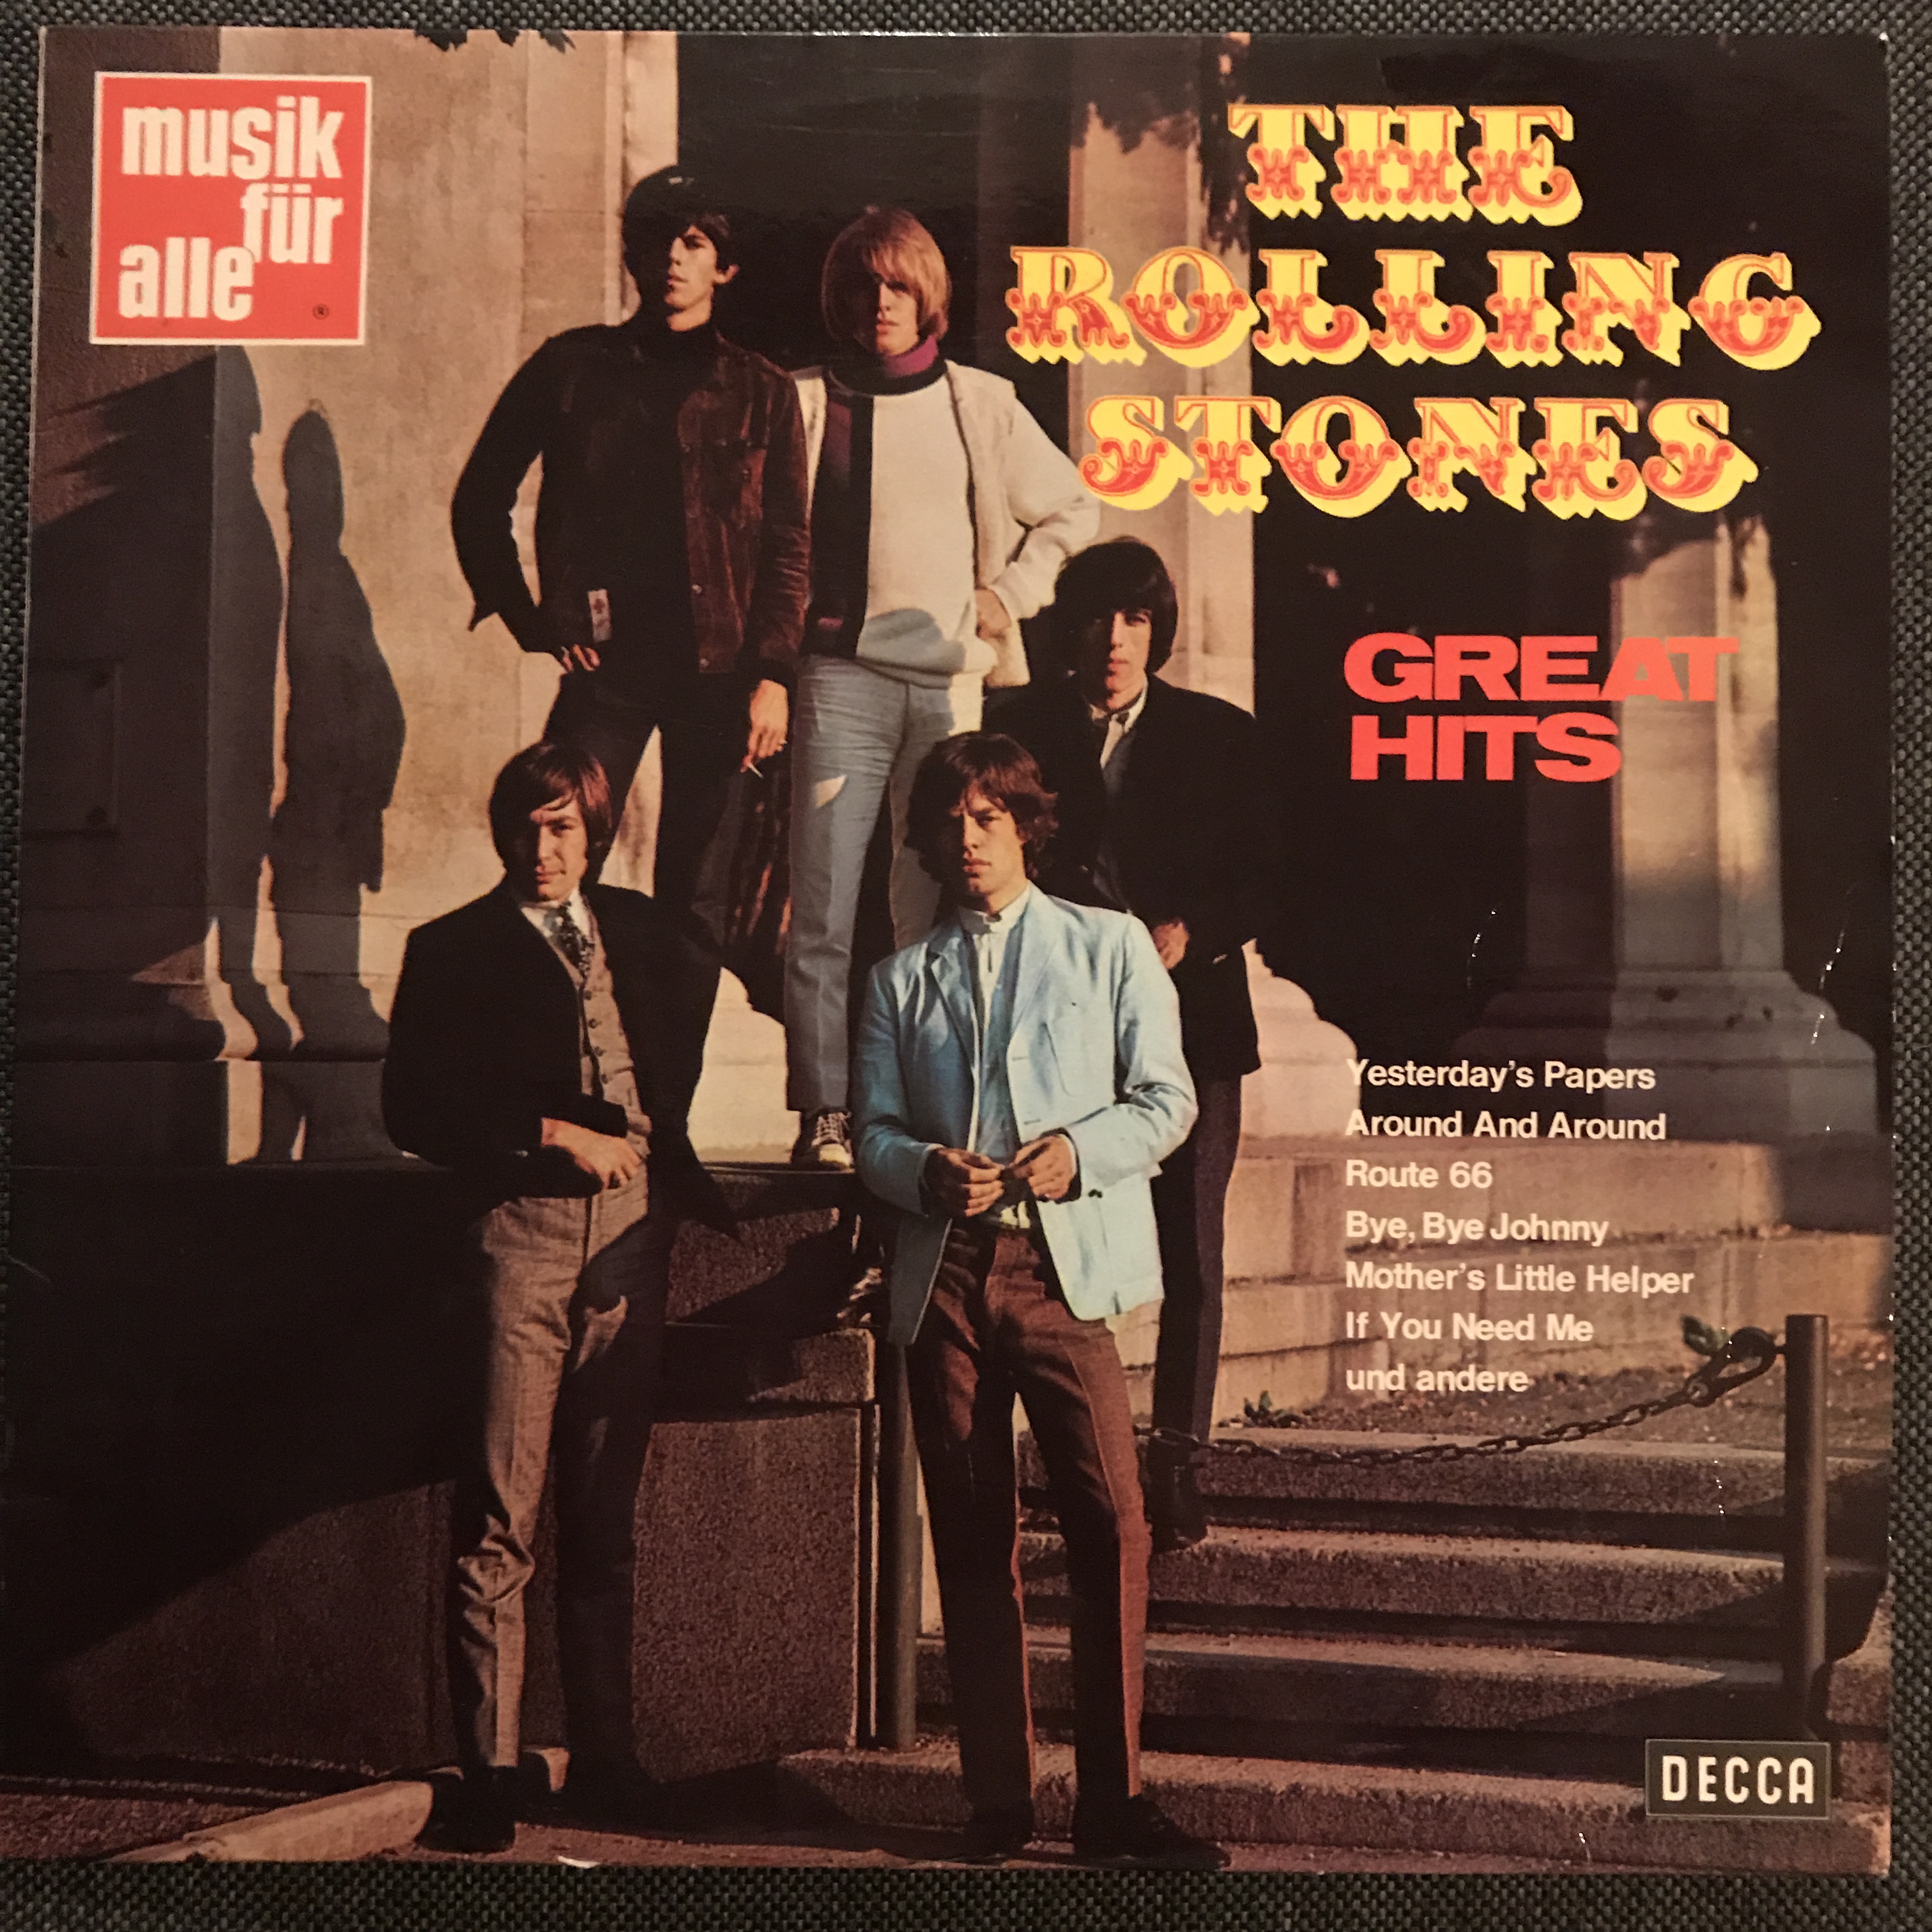 musik
für
alle
®
THE
ROLLING
STONES
GREAT
HITS
Yesterday's Papers
Around And Around
Route 66
Bye, Bye Johnny
Mother's Little Helper
If You Need Me
und andere
DECCA